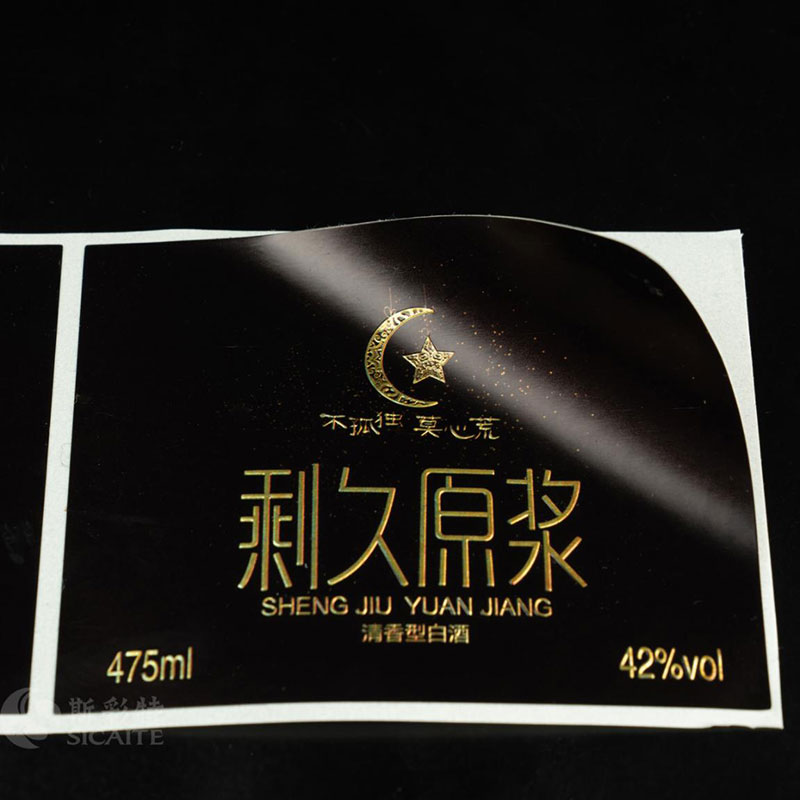 不孤独 莫心荒
剩久原浆
SHENG JIU YUAN JIANG
清香型白酒
475ml
42%vol
斯彩特
SICAITE